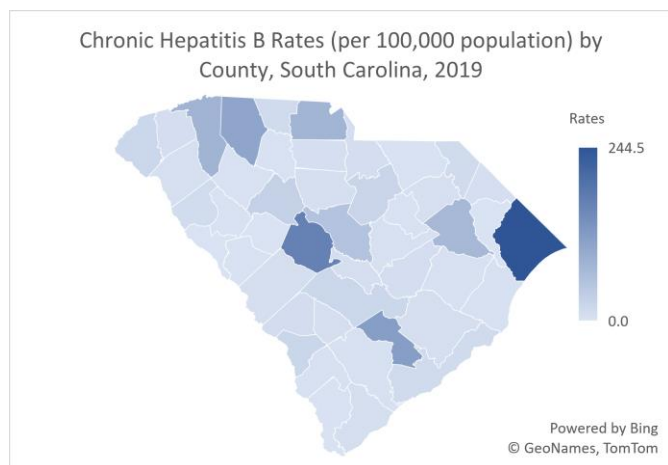 Chronic Hepatitis B Rates (per 100,000 population) by
County, South Carolina, 2019
Rates
244.5
0.0
Powered by Bing
© GeoNames, TomTom